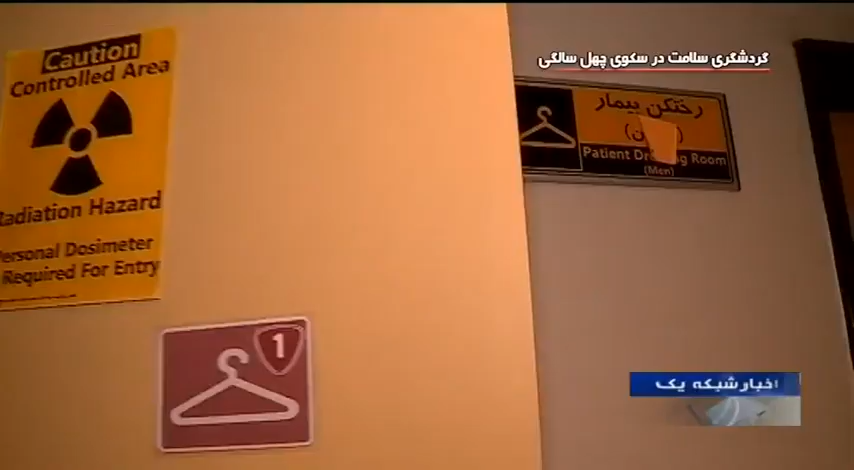 Caution
Controlled Area
Radiation Hazard
Personal Dosimeter
Required For Entry
گردشگری سلامت در سکوی چهل سالگی
رختکن بیمار
Patient Room
(Men)
1
اخبار شبکه یک